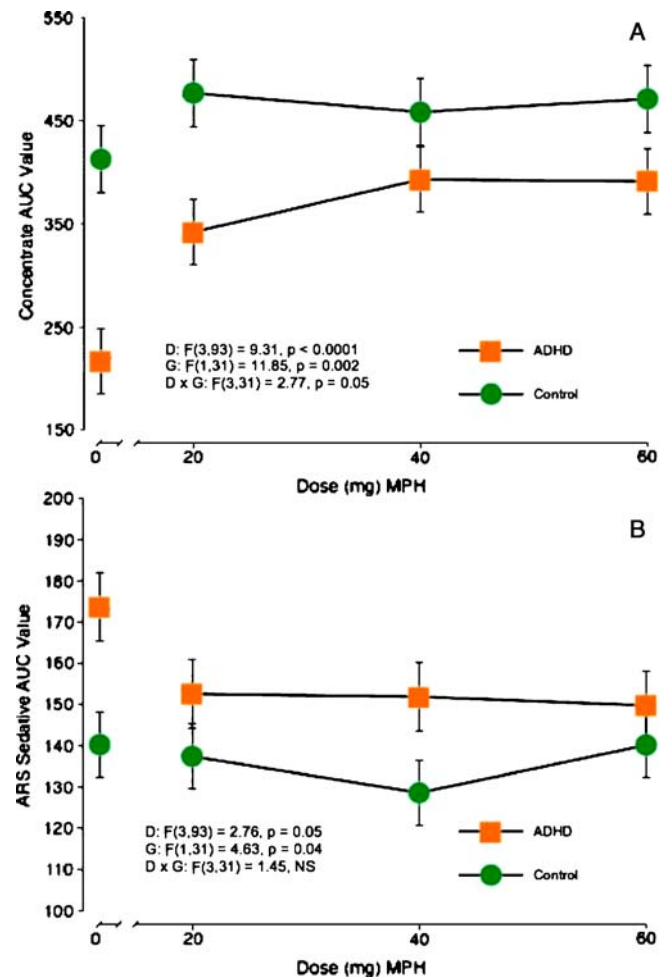 A
550
450
350
250
150
Concentrate AUC Value
D: F(3,93) = 9.31, p < 0.0001
G: F(1,31) = 11.85, p = 0.002
D x G: F(3,31) = 2.77, p = 0.05
ADHD
Control
0 20 40 60
Dose (mg) MPH
B
200
190
180
170
160
150
140
130
120
110
100
ARS Sedative AUC Value
D: F(3,93) = 2.76, p = 0.05
G: F(1,31) = 4.63, p = 0.04
D x G: F(3,31) = 1.45, NS
ADHD
Control
0 20 40 60
Dose (mg) MPH